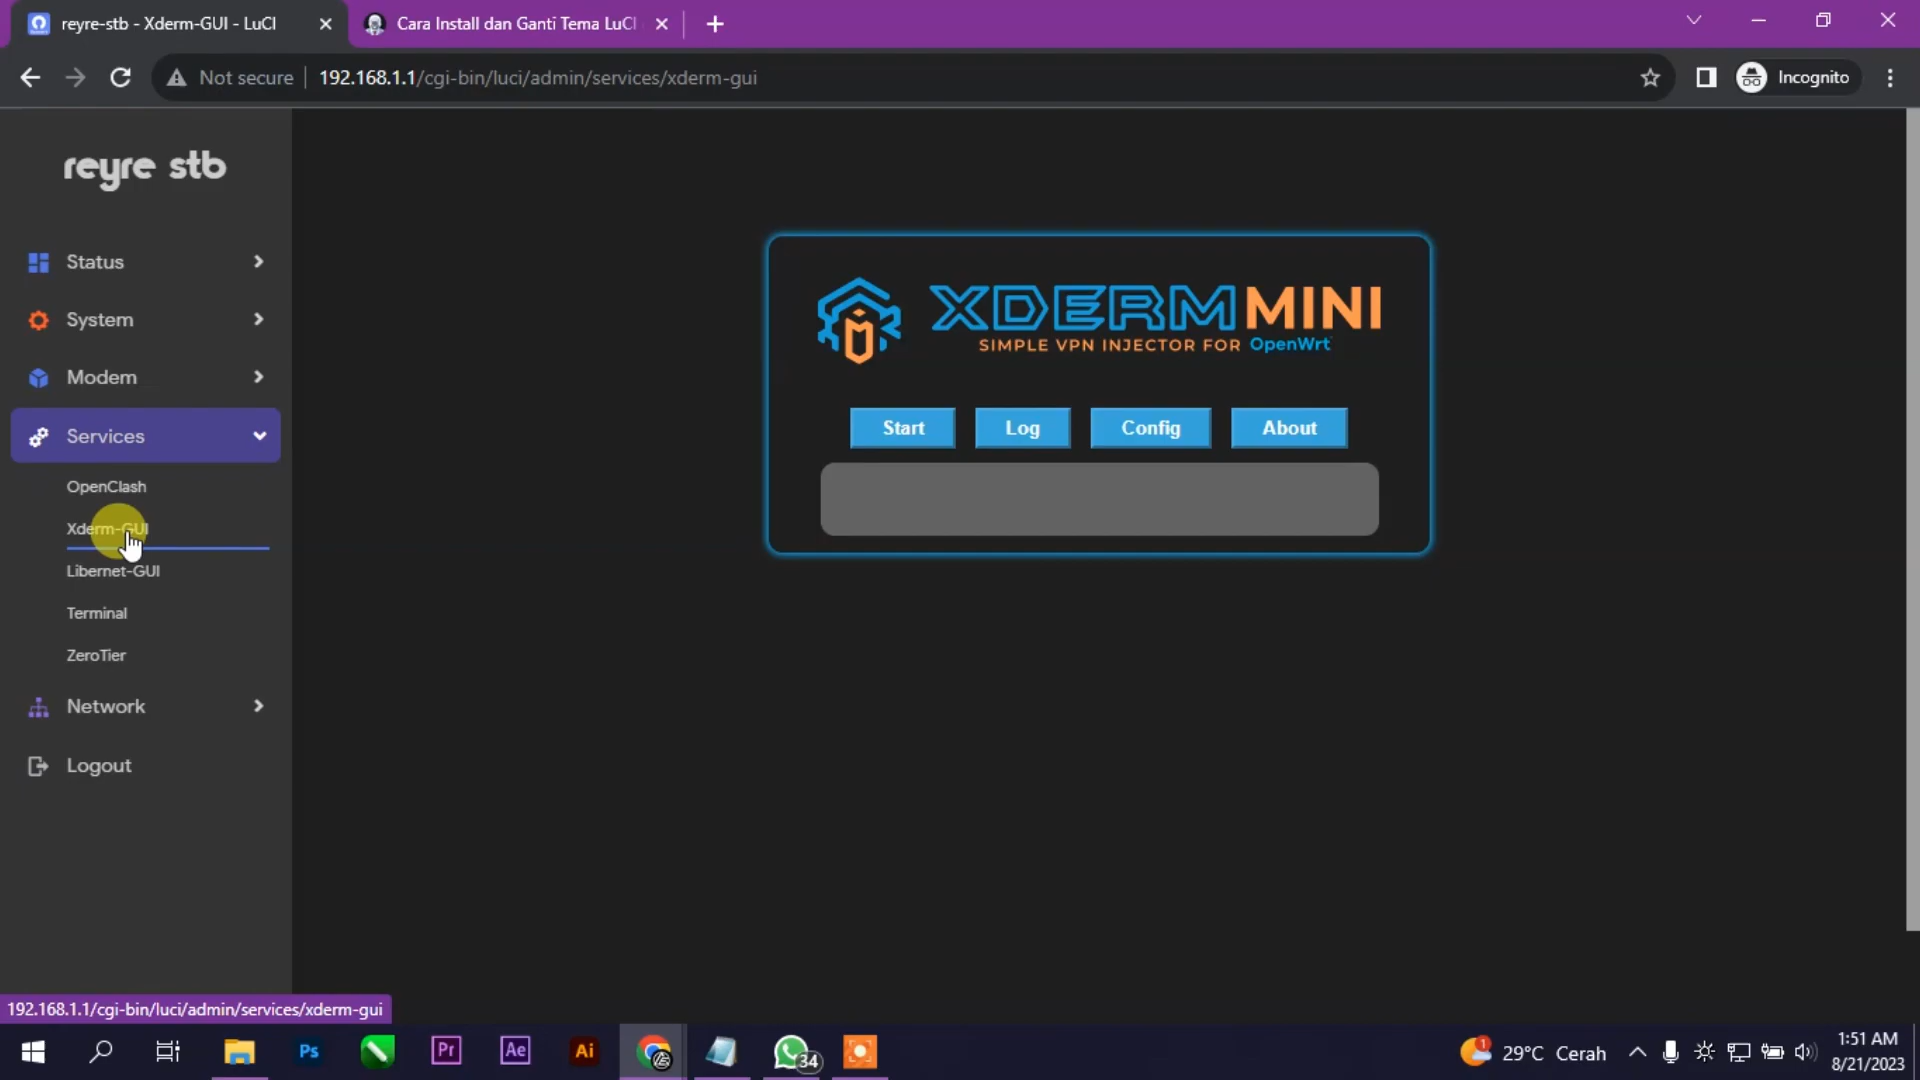 reyre-stb - Xderm-GUI - LuCI
Cara Install dan Ganti Tema LuCI
Not secure
192.168.1.1/cgi-bin/luci/admin/services/xderm-gui
Incognito
reyre stb
Status
System
Modem
Services
OpenClash
Xderm-GUI
Libernet-GUI
Terminal
ZeroTier
Network
Logout
XDERM MINI
SIMPLE VPN INJECTOR FOR OpenWrt
Start
Log
Config
About
192.168.1.1/cgi-bin/luci/admin/services/xderm-gui
Ps
Pr
Ae
Ai
34
1
29°C Cerah
1:51 AM
8/21/2023